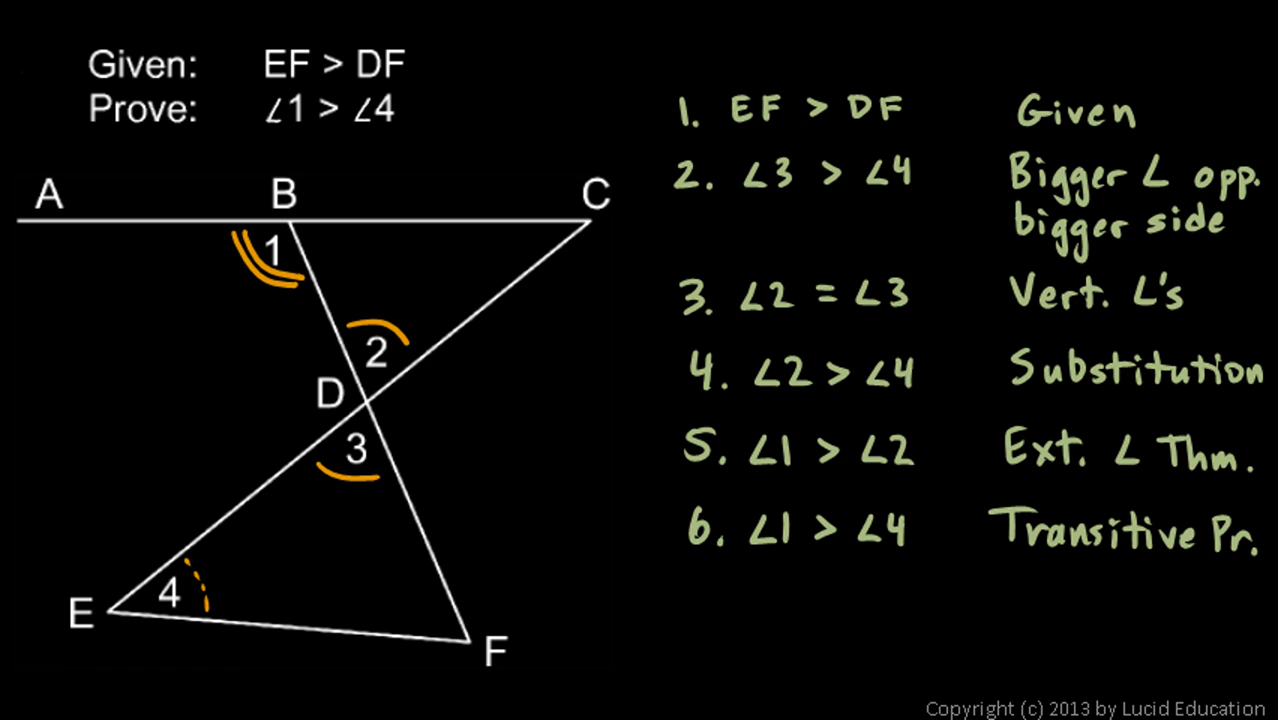 Given: EF > DF
Prove: ∠1 > ∠4
1. EF > DF Given
2. ∠3 > ∠4 Bigger ∠ opp.
bigger side
3. ∠2 = ∠3 Vert. ∠'s
4. ∠2 > ∠4 Substitution
5. ∠1 > ∠2 Ext. ∠ Thm.
6. ∠1 > ∠4 Transitive Pr.
A B C
1
2
D
3
4
E
F
Copyright (c) 2013 by Lucid Education